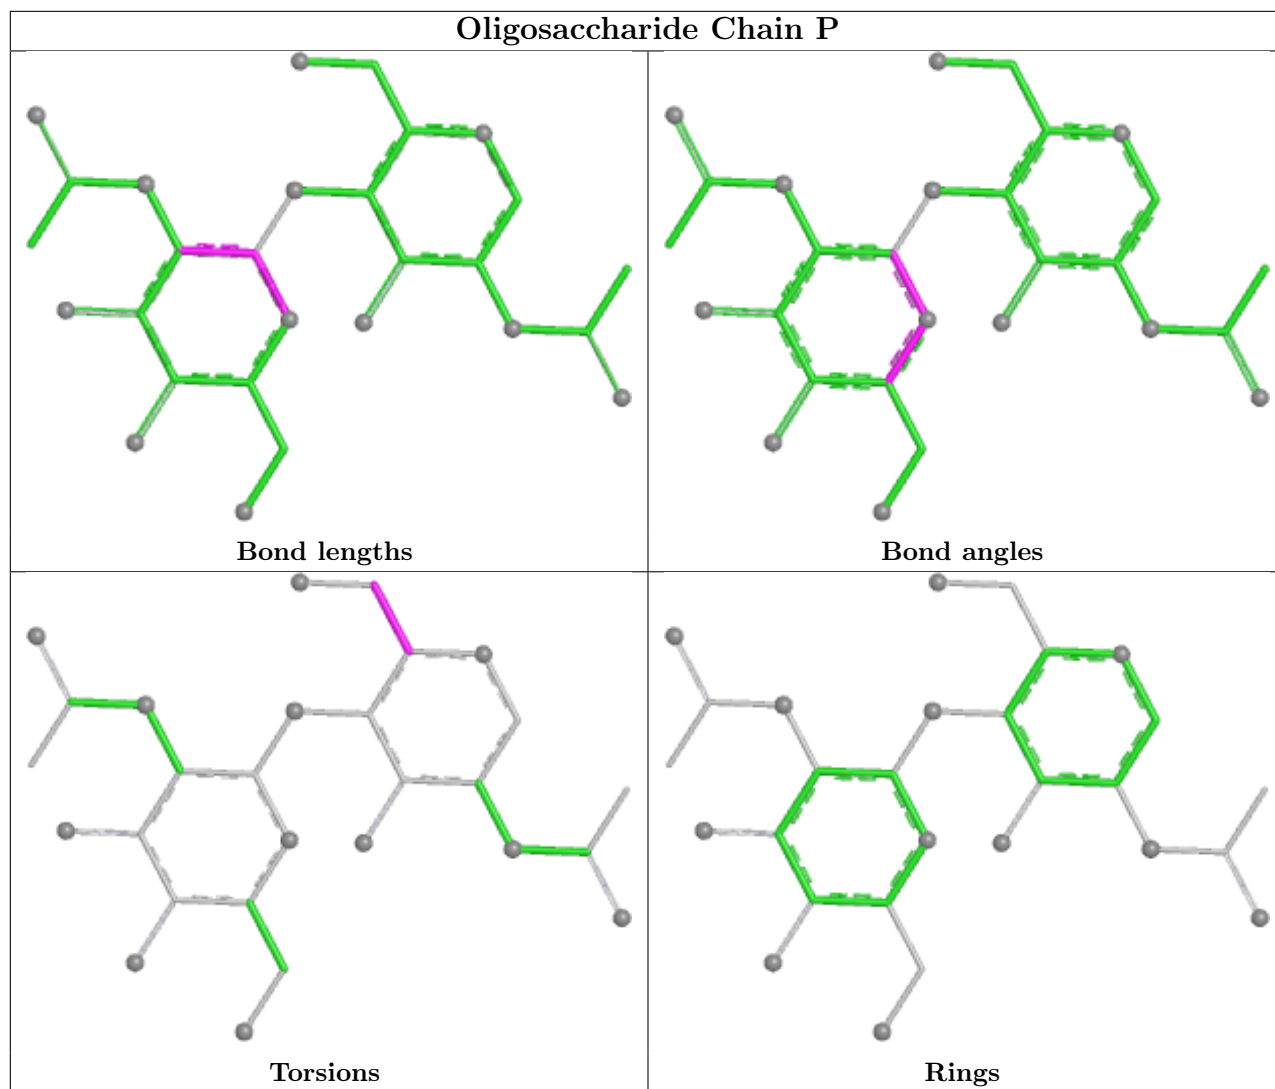 Oligosaccharide Chain P
Bond lengths
Bond angles
Torsions
Rings